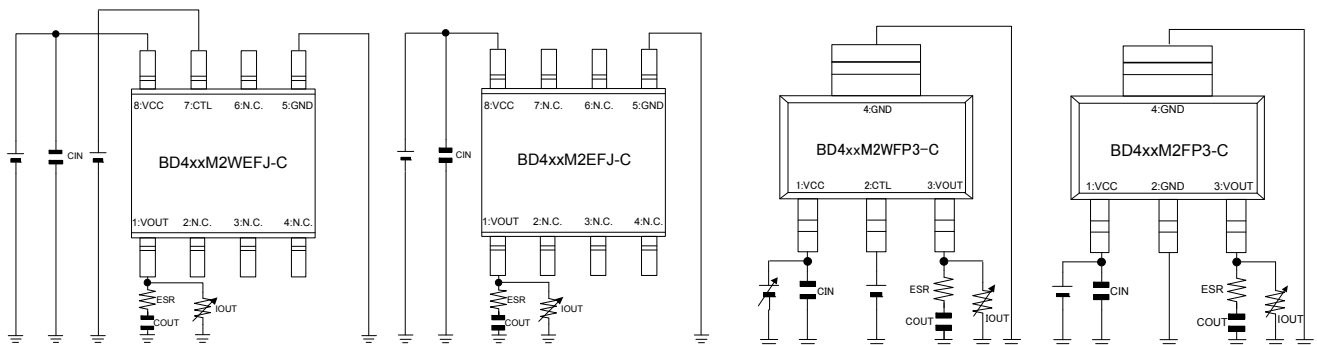 8:VCC 7:CTL 6:N.C. 5:GND
CIN
BD4xxM2WEFJ-C
1:VOUT 2:N.C. 3:N.C. 4:N.C.
ESR
COUT
IOUT
8:VCC 7:N.C. 6:N.C. 5:GND
CIN
BD4xxM2EFJ-C
1:VOUT 2:N.C. 3:N.C. 4:N.C.
ESR
COUT
IOUT
4:GND
BD4xxM2WFP3-C
1:VCC 2:CTL 3:VOUT
CIN
ESR
COUT
IOUT
4:GND
BD4xxM2FP3-C
1:VCC 2:GND 3:VOUT
CIN
ESR
COUT
IOUT